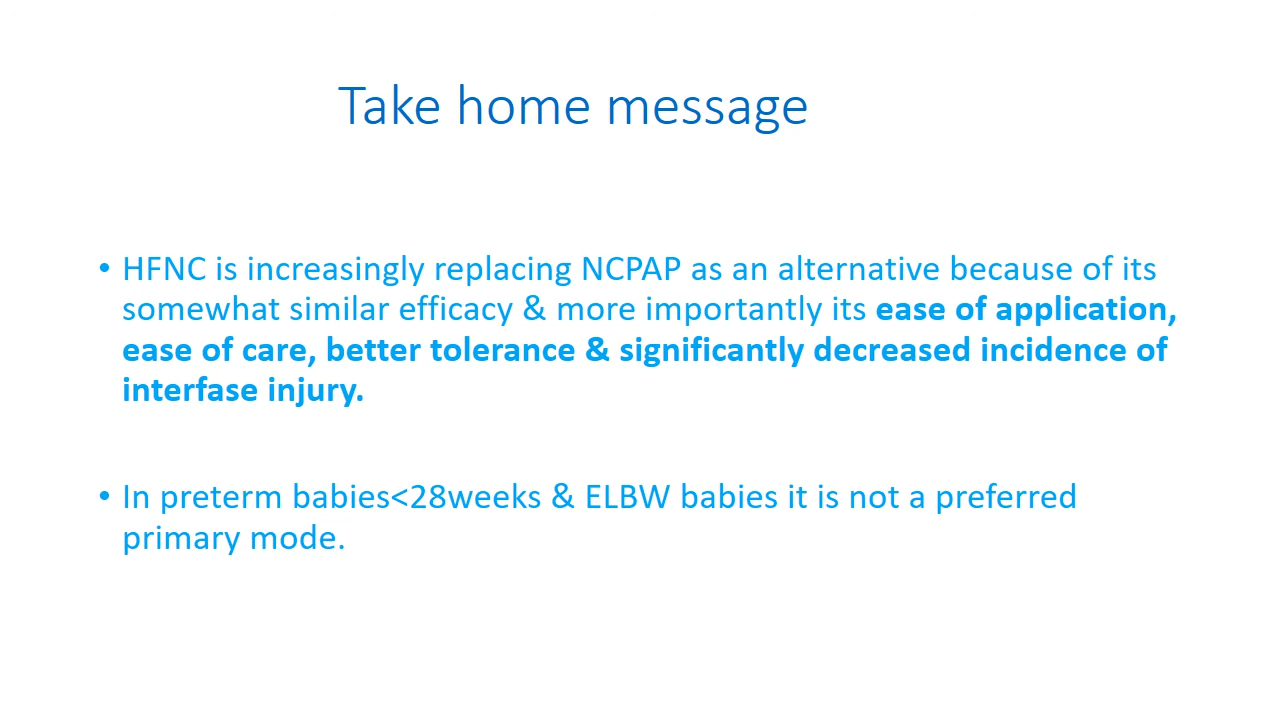 Take home message
• HFNC is increasingly replacing NCPAP as an alternative because of its
somewhat similar efficacy & more importantly its ease of application,
ease of care, better tolerance & significantly decreased incidence of
interfase injury.
• In preterm babies<28weeks & ELBW babies it is not a preferred
primary mode.